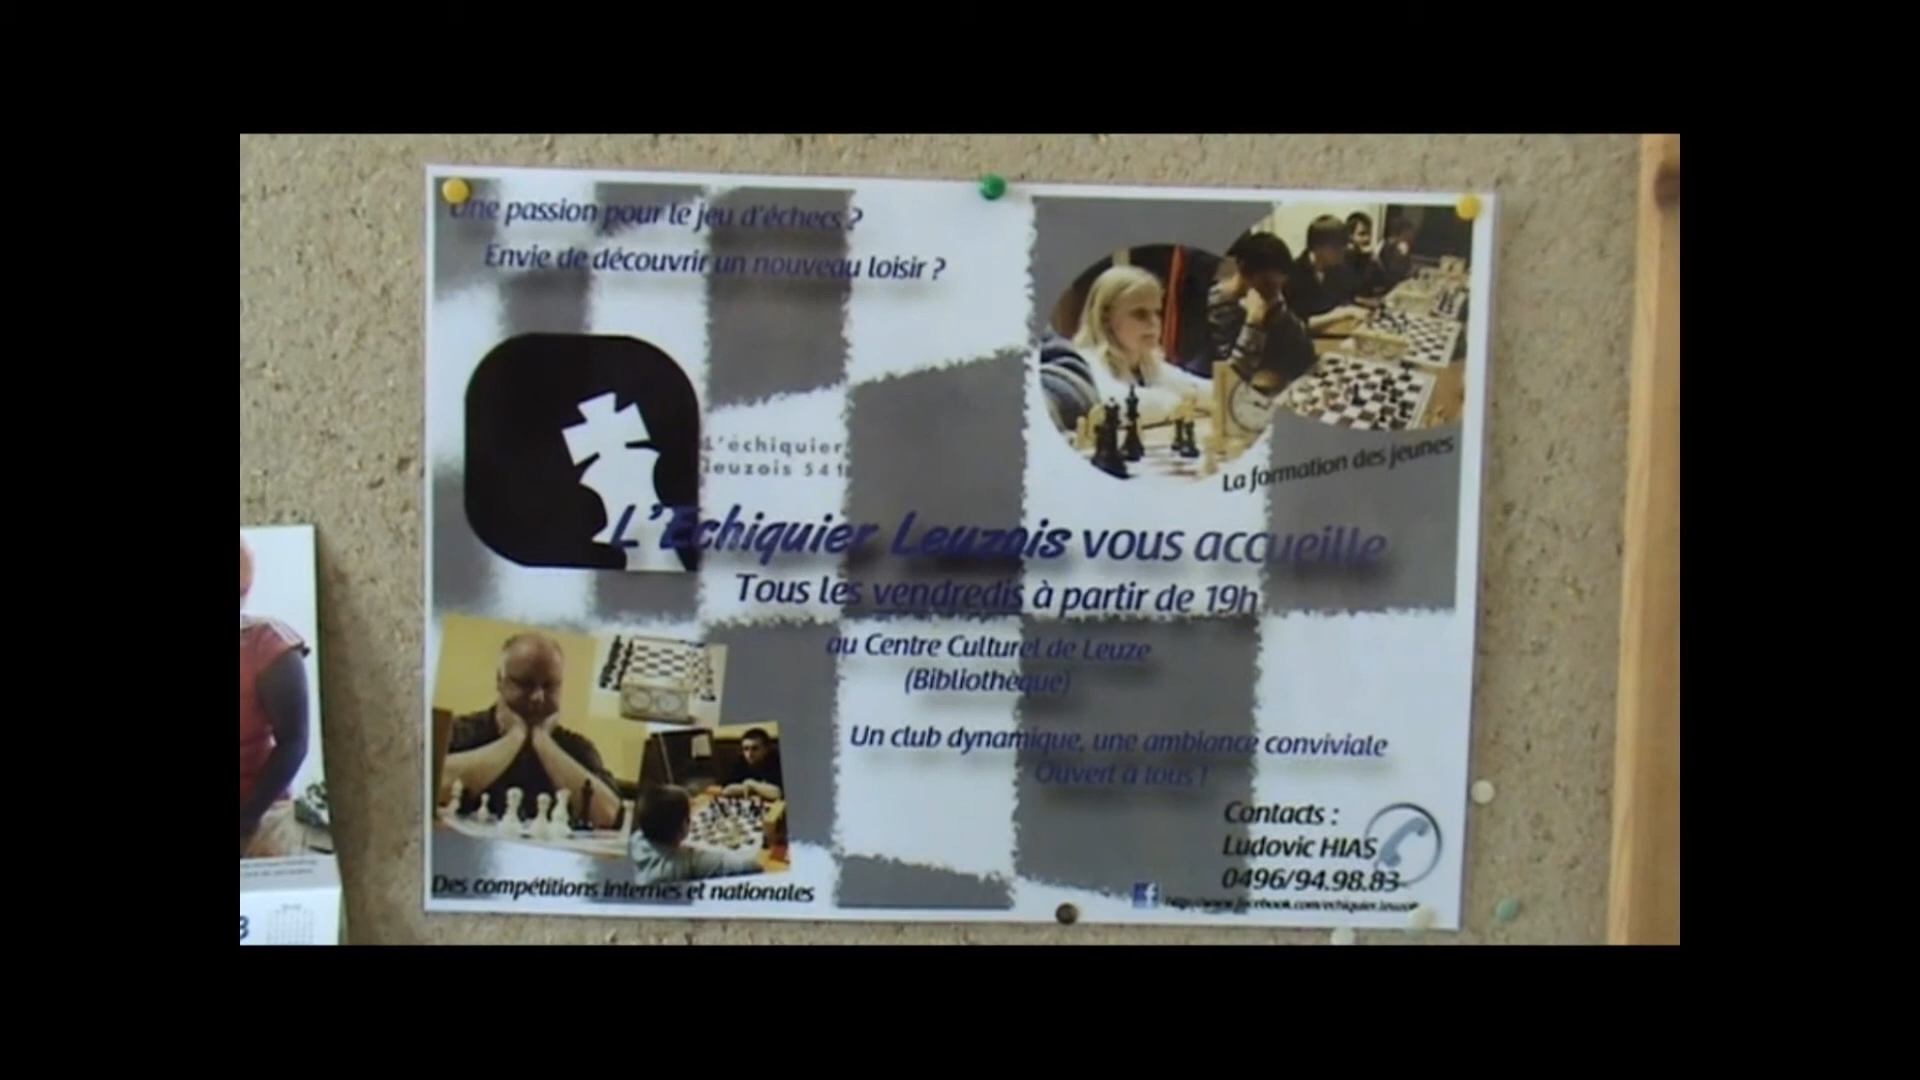 Une passion pour le jeu d'échecs ?
Envie de découvrir un nouveau loisir ?
L'échiquier
leuzois 541
La formation des jeunes
L'Echiquier Leuzois vous accueille
Tous les vendredis à partir de 19h
au Centre Culturel de Leuze
(Bibliothèque)
Un club dynamique, une ambiance conviviale
Ouvert à tous !
Contacts :
Ludovic HIAS
0496/94.98.83
Des compétitions internes et nationales